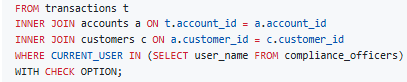 FROM transactions t
INNER JOIN accounts a ON t.account_id = a.account_id
INNER JOIN customers c ON a.customer_id = c.customer_id
WHERE CURRENT_USER IN (SELECT user_name FROM compliance_officers)
WITH CHECK OPTION;